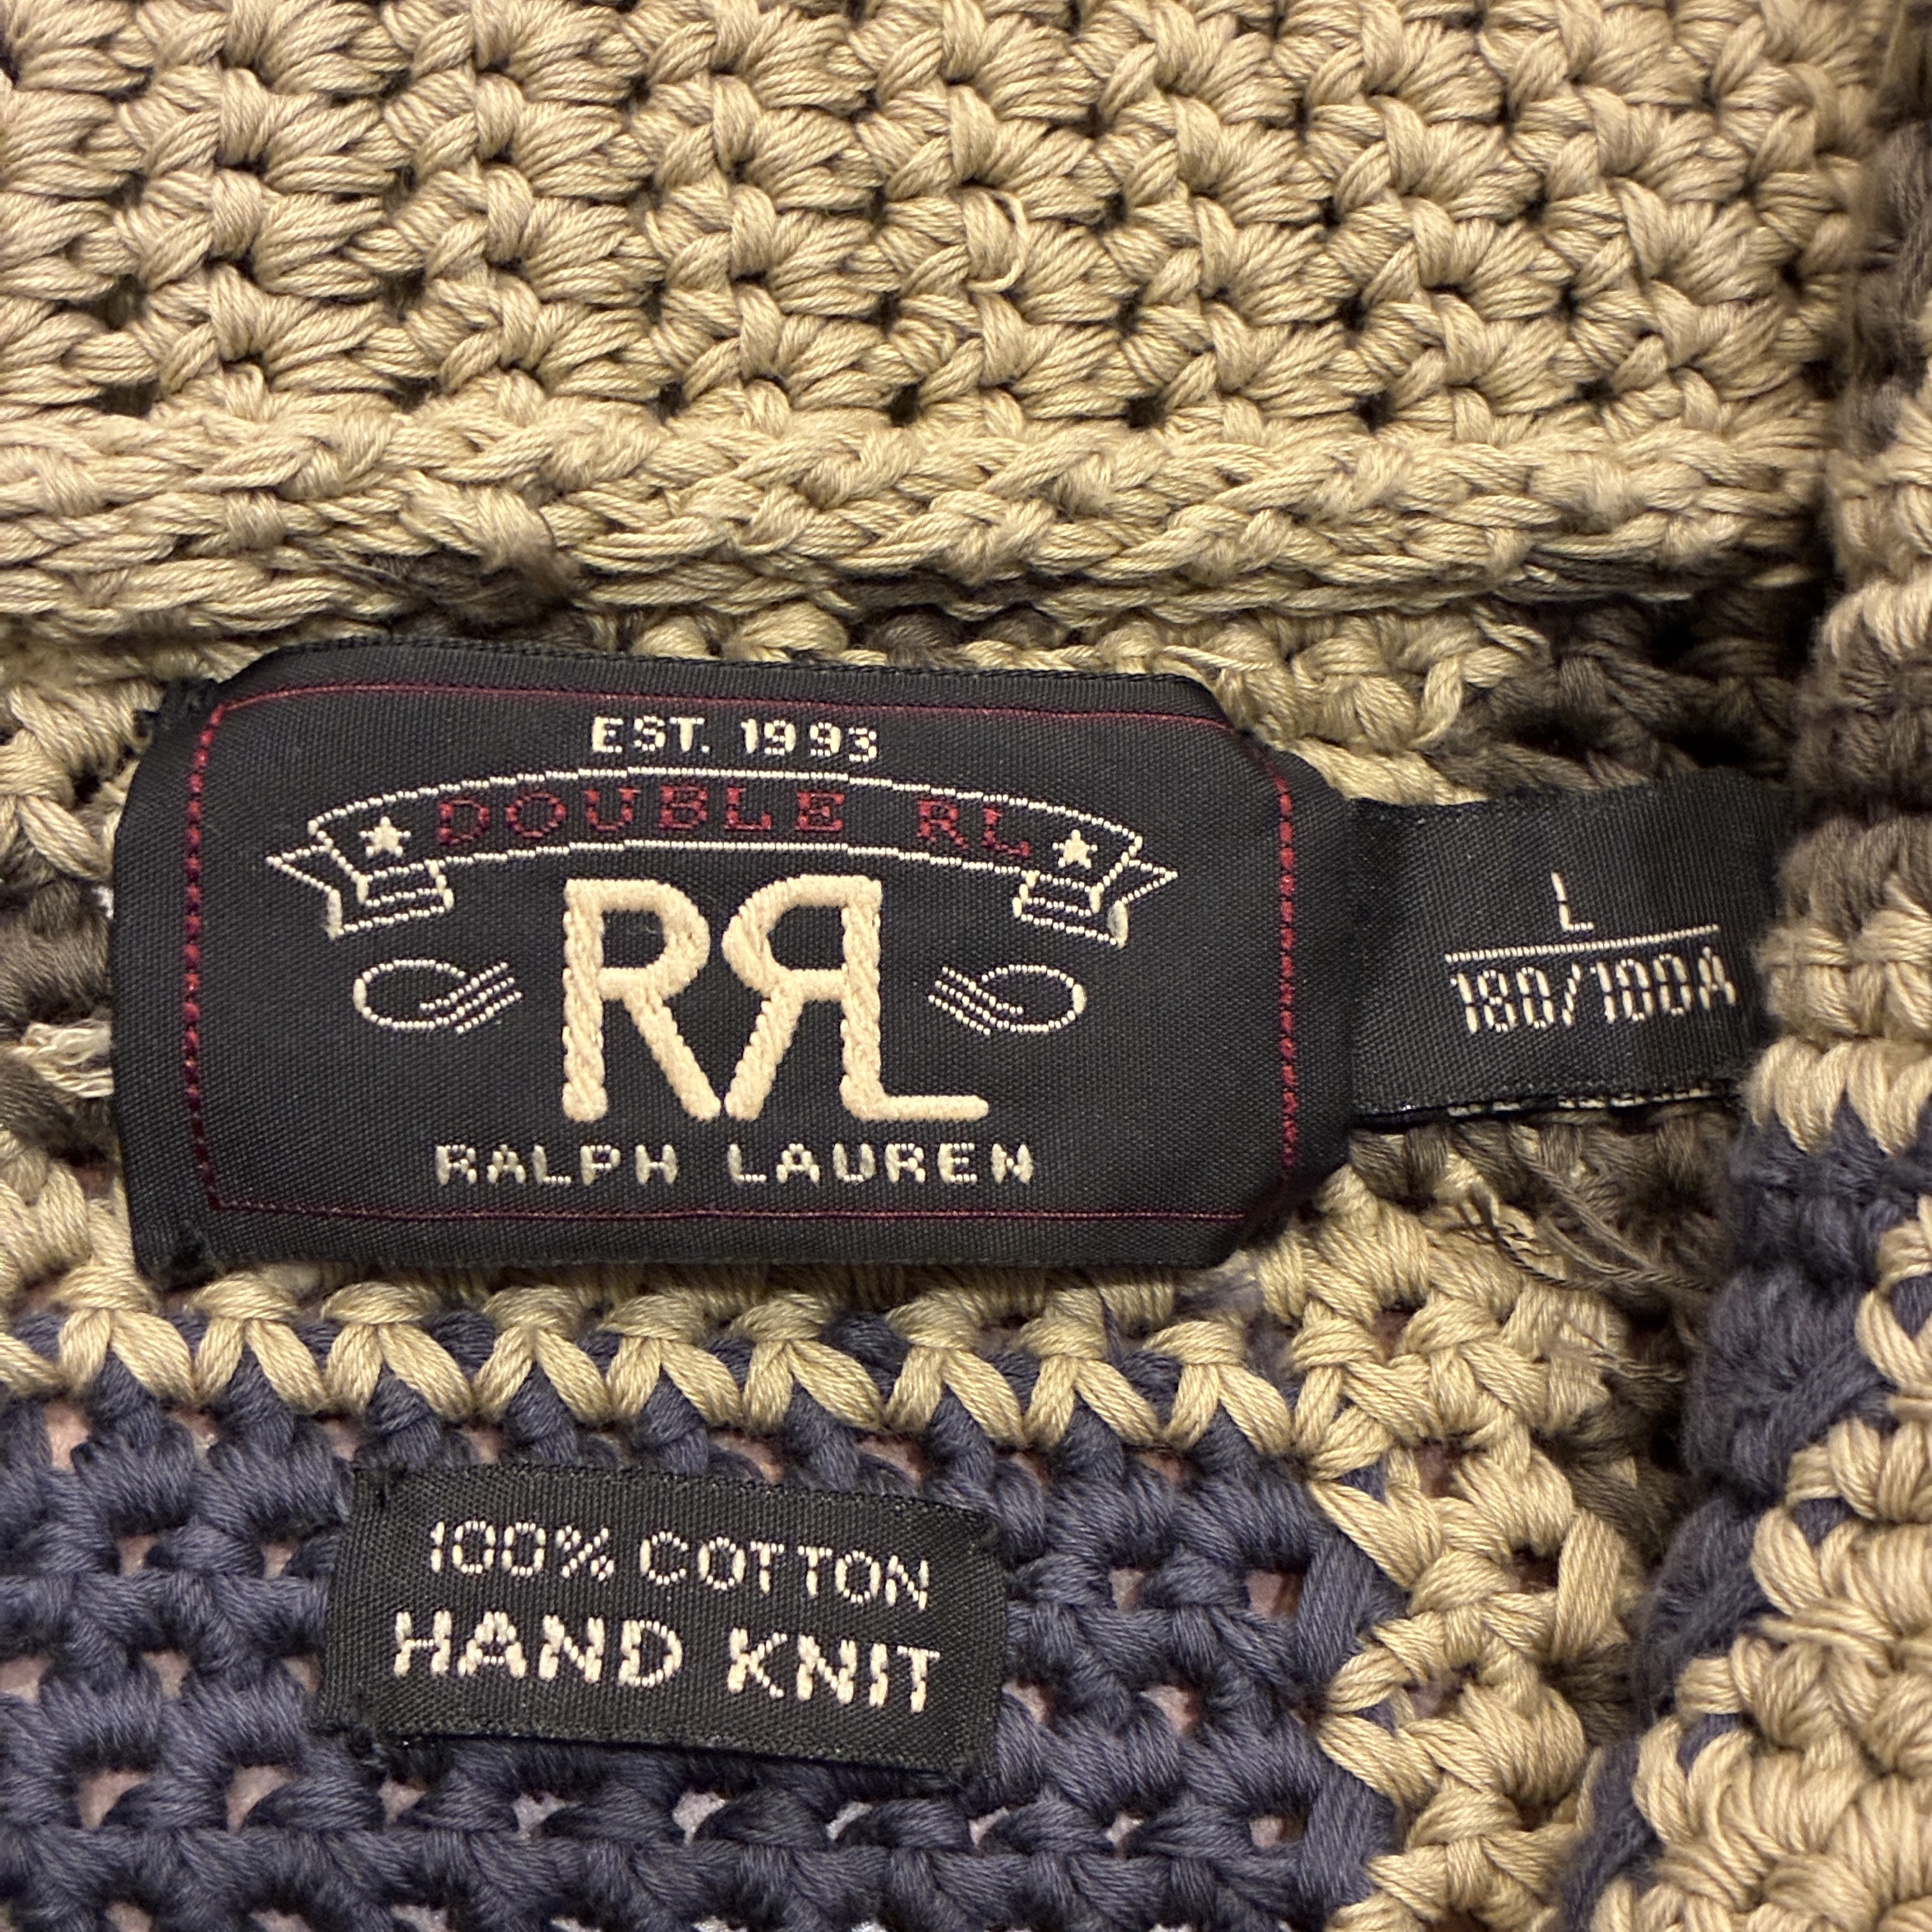 EST. 1993
DOUBLE RL
RRL
RALPH LAUREN
L
180/100A
100% COTTON
HAND KNIT